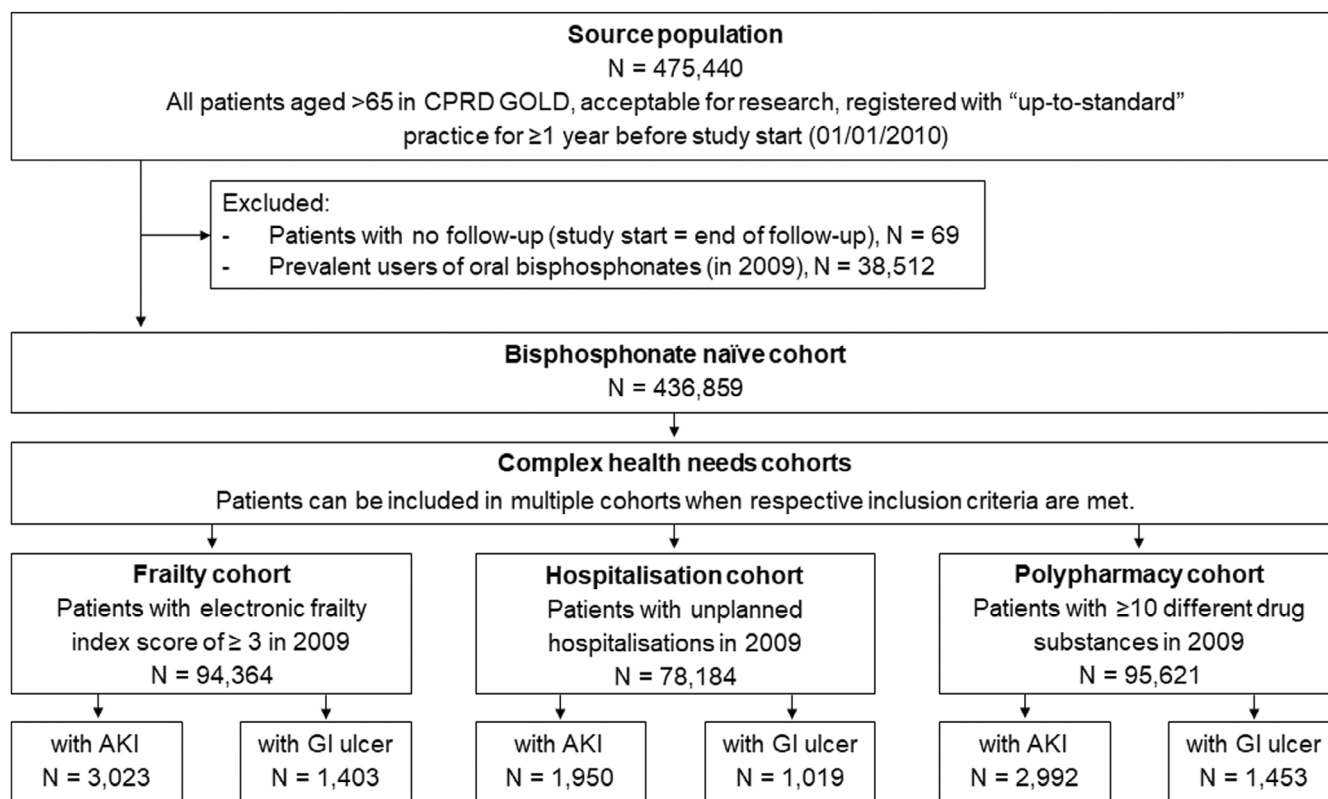 Source population
N = 475,440
All patients aged >65 in CPRD GOLD, acceptable for research, registered with “up-to-standard”
practice for ≥1 year before study start (01/01/2010)
Excluded:
- Patients with no follow-up (study start = end of follow-up), N = 69
- Prevalent users of oral bisphosphonates (in 2009), N = 38,512
Bisphosphonate naïve cohort
N = 436,859
Complex health needs cohorts
Patients can be included in multiple cohorts when respective inclusion criteria are met.
Frailty cohort
Patients with electronic frailty
index score of ≥ 3 in 2009
N = 94,364
Hospitalisation cohort
Patients with unplanned
hospitalisations in 2009
N = 78,184
Polypharmacy cohort
Patients with ≥10 different drug
substances in 2009
N = 95,621
with AKI
N = 3,023
with GI ulcer
N = 1,403
with AKI
N = 1,950
with GI ulcer
N = 1,019
with AKI
N = 2,992
with GI ulcer
N = 1,453